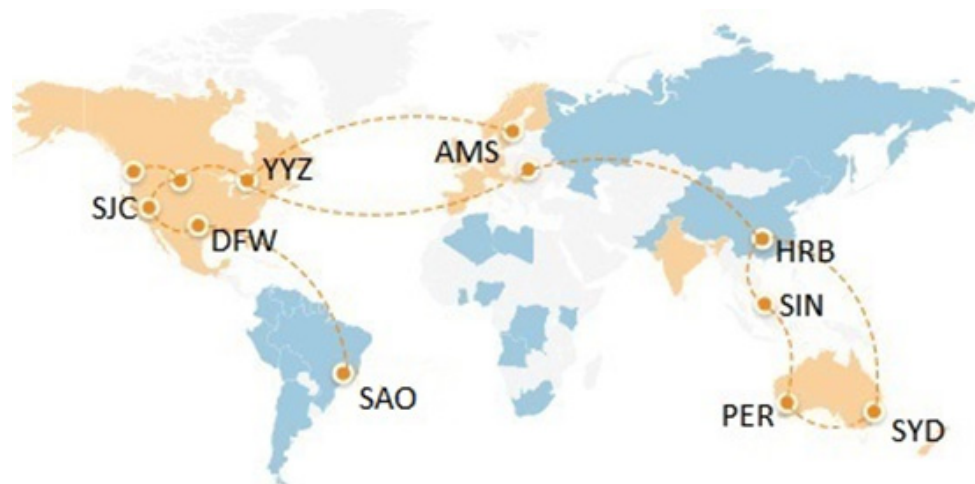 YYZ
AMS
SJC
DFW
HRB
SIN
SAO
PER
SYD